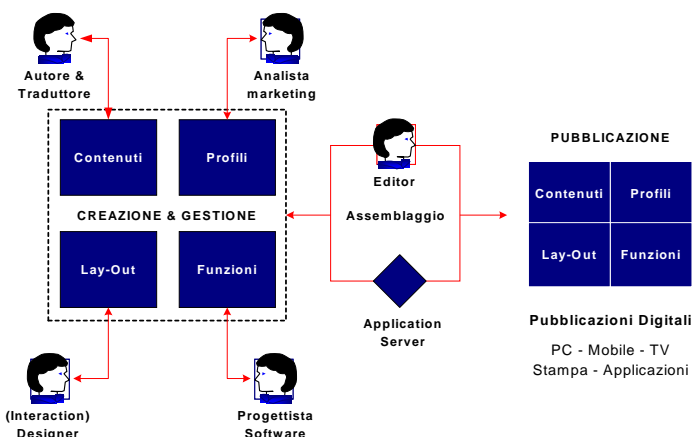 Autore &
Traduttore
Analista
marketing
Contenuti
Profili
CREAZIONE & GESTIONE
Lay-Out
Funzioni
(Interaction)
Designer
Progettista
Software
Editor
Assemblaggio
Application
Server
PUBBLICAZIONE
Contenuti
Profili
Lay-Out
Funzioni
Pubblicazioni Digitali
PC - Mobile - TV
Stampa - Applicazioni